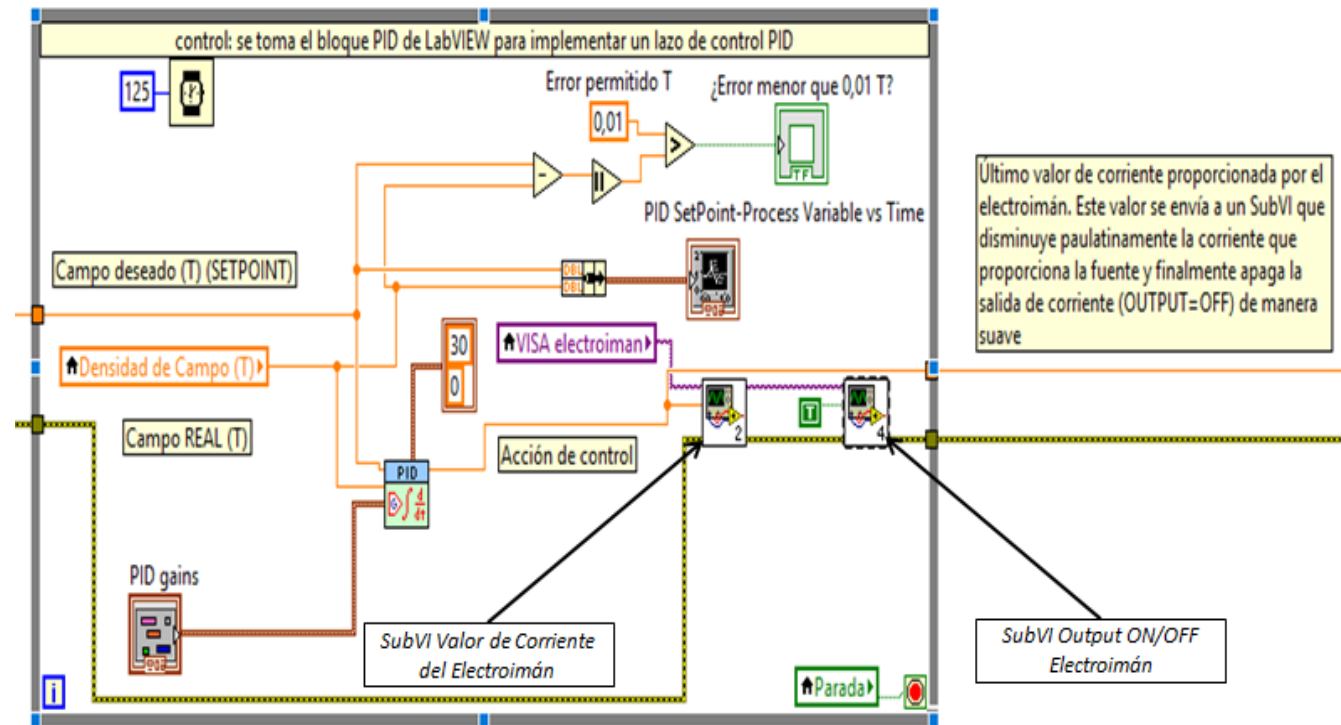 control: se toma el bloque PID de LabVIEW para implementar un lazo de control PID
125
Error permitido T
¿Error menor que 0,01 T?
0,01
TF
PID SetPoint-Process Variable vs Time
Campo deseado (T) (SETPOINT)
DBL
DBL
30
0
VISA electroiman
Densidad de Campo (T)
Campo REAL (T)
Acción de control
PID
2
T
4
PID gains
SubVI Valor de Corriente
del Electroimán
SubVI Output ON/OFF
Electroimán
i
Parada
Último valor de corriente proporcionada por el
electroimán. Este valor se envía a un SubVI que
disminuye paulatinamente la corriente que
proporciona la fuente y finalmente apaga la
salida de corriente (OUTPUT=OFF) de manera
suave